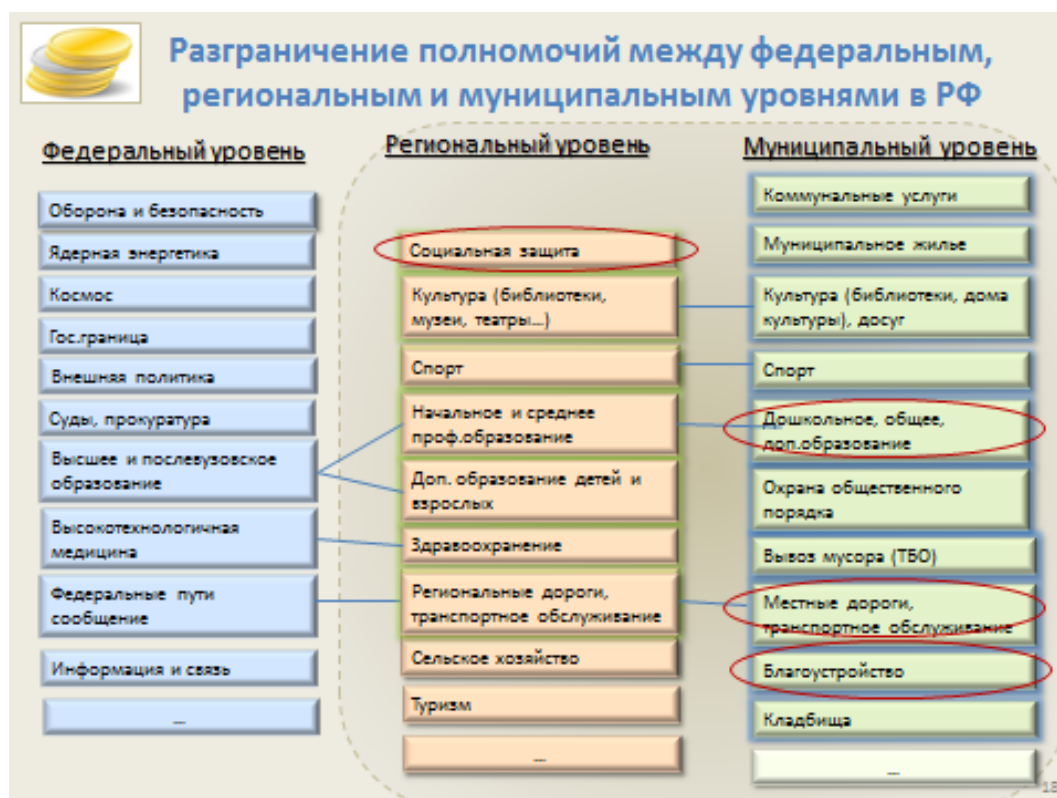 Разграничение полномочий между федеральным,
региональным и муниципальным уровнями в РФ
Федеральный уровень
Оборона и безопасность
Ядерная энергетика
Космос
Гос.граница
Внешняя политика
Суды, прокуратура
Высшее и послевузовское
образование
Высокотехнологичная
медицина
Федеральные пути
сообщение
Информация и связь
...
Региональный уровень
Социальная защита
Культура (библиотеки,
музеи, театры...)
Спорт
Начальное и среднее
проф.образование
Доп. образование детей и
взрослых
Здравоохранение
Региональные дороги,
транспортное обслуживание
Сельское хозяйство
Туризм
...
Муниципальный уровень
Коммунальные услуги
Муниципальное жилье
Культура (библиотеки, дома
культуры), досуг
Спорт
Дошкольное, общее,
доп.образование
Охрана общественного
порядка
Вывоз мусора (ТБО)
Местные дороги,
транспортное обслуживание
Благоустройство
Кладбища
...
18